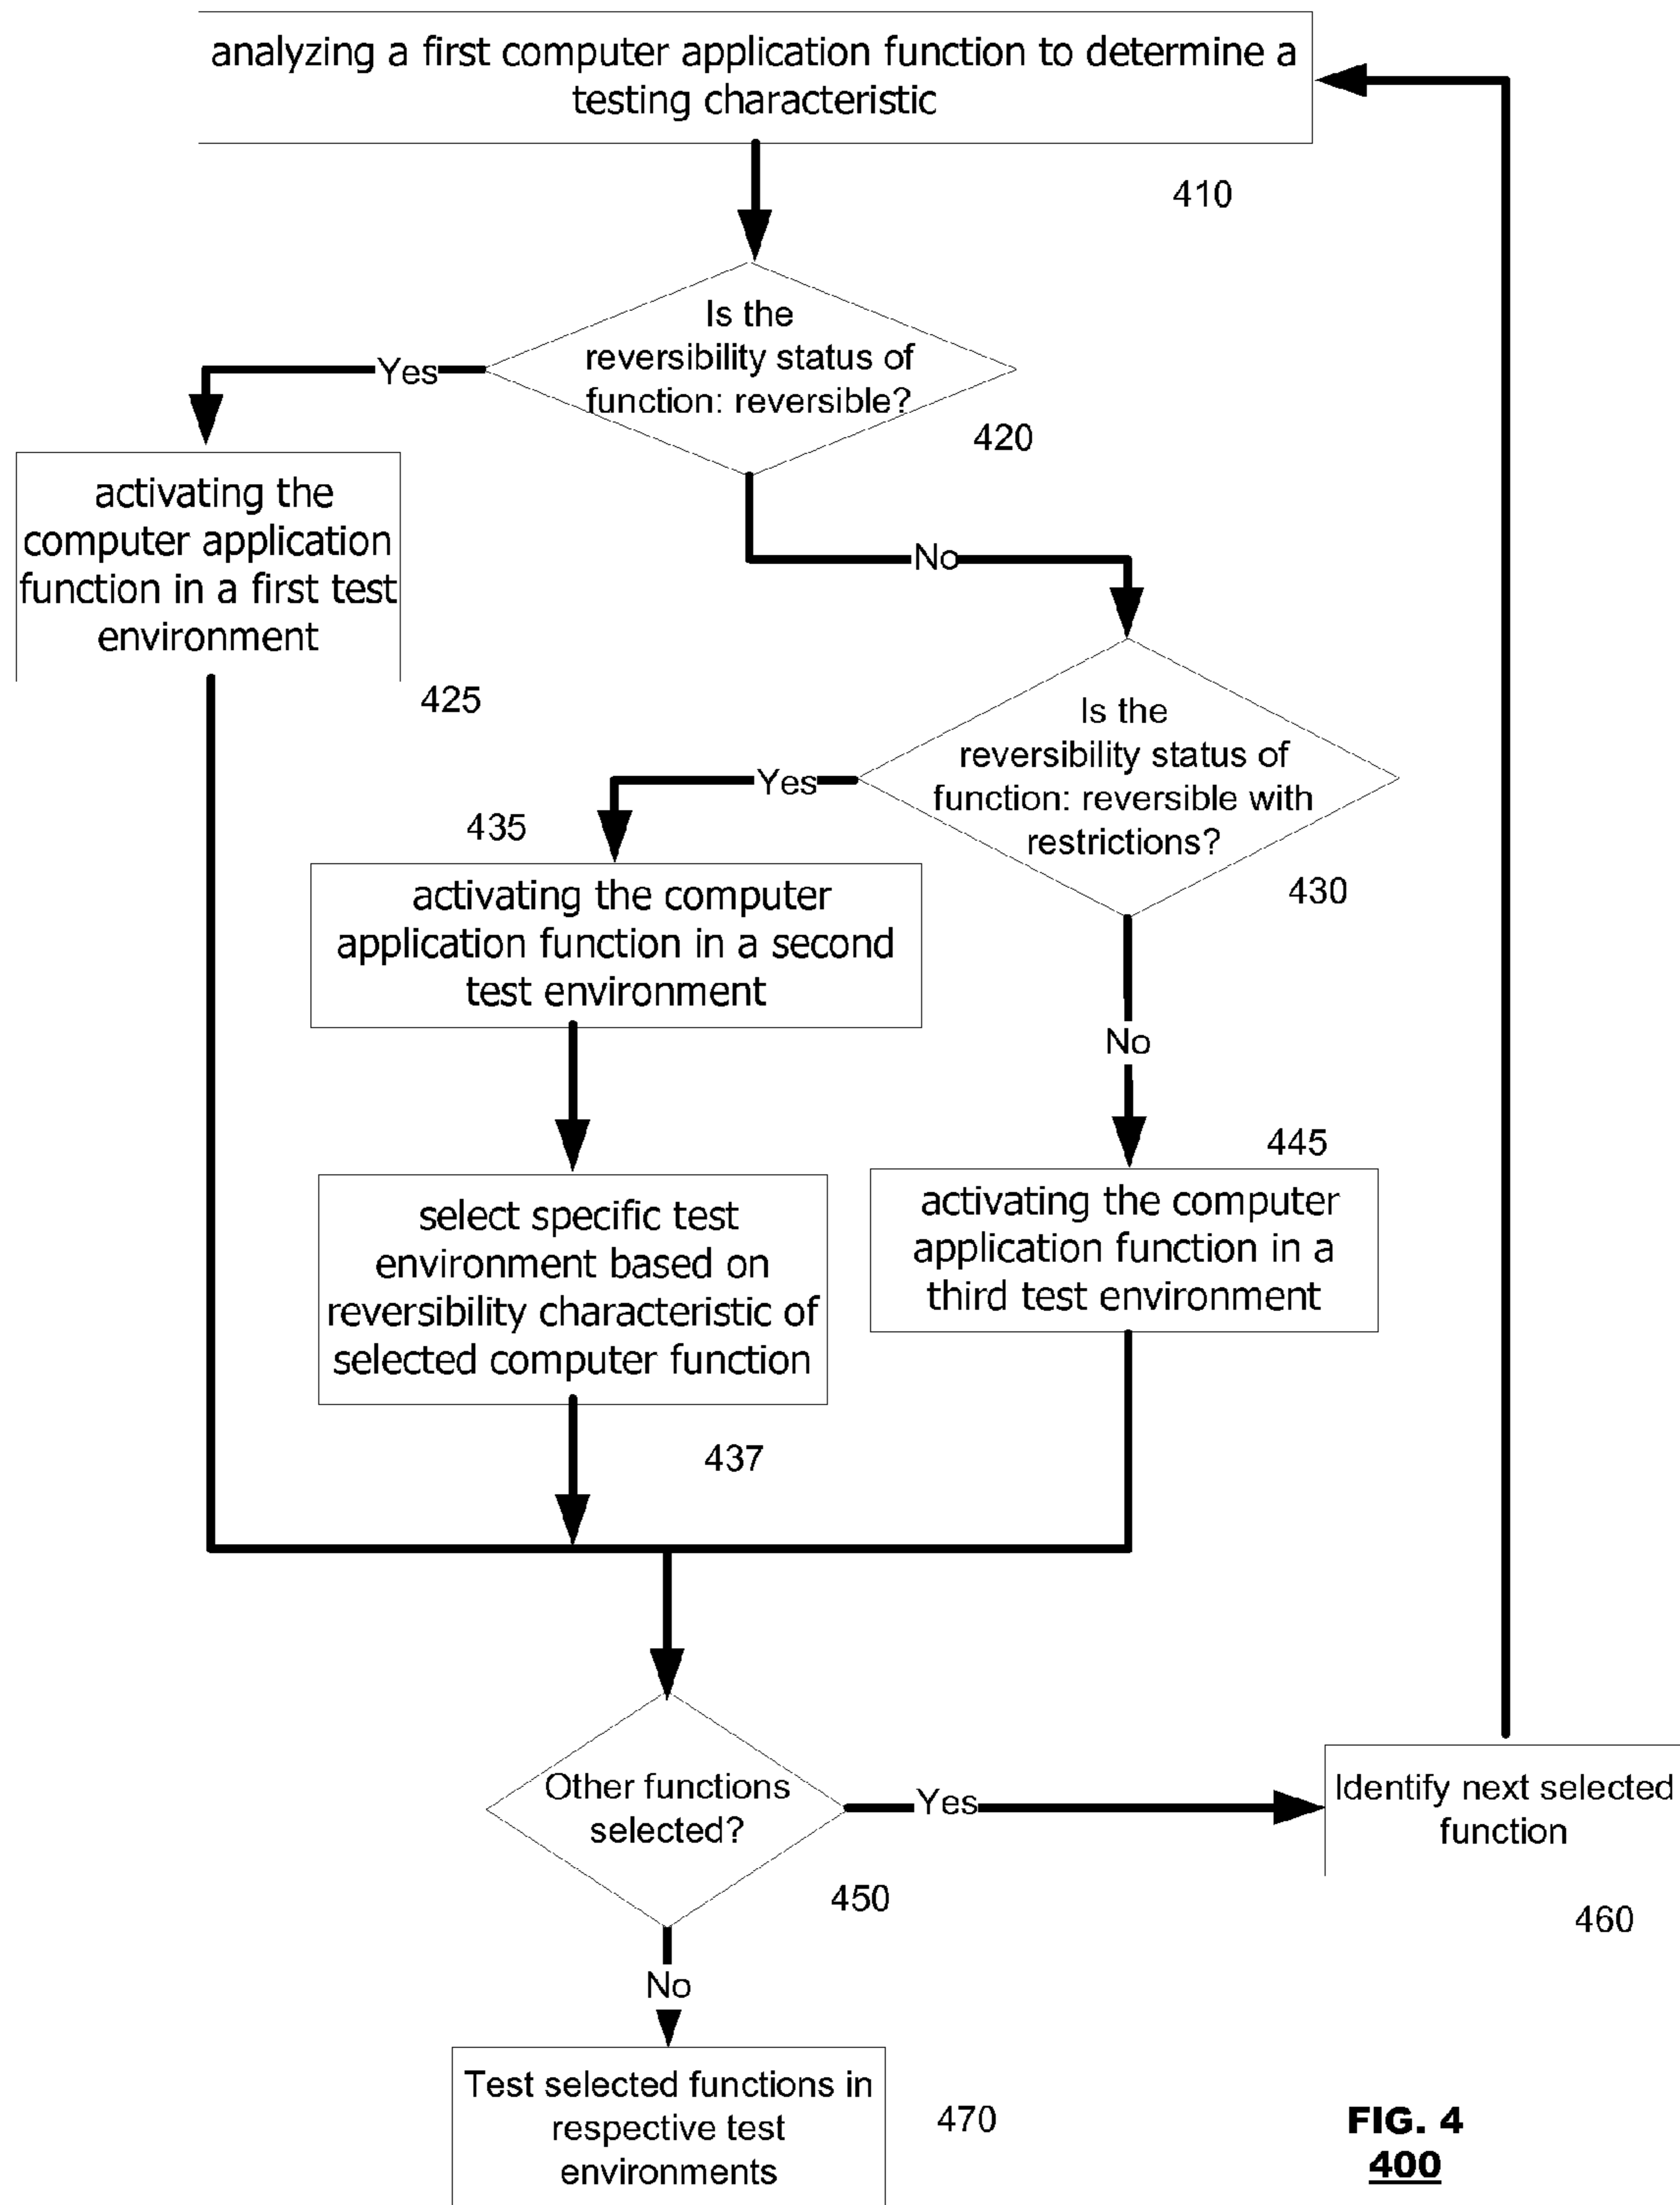 analyzing a first computer application function to determine a
testing characteristic
410
Is the
reversibility status of
function: reversible?
420
Yes
activating the
computer application
function in a first test
environment
425
No
Is the
reversibility status of
function: reversible with
restrictions?
430
Yes
435
activating the computer
application function in a second
test environment
No
445
select specific test
environment based on
reversibility characteristic of
selected computer function
437
activating the computer
application function in a
third test environment
Other functions
selected?
450
Yes
Identify next selected
function
460
No
Test selected functions in
respective test
environments
470
FIG. 4
400